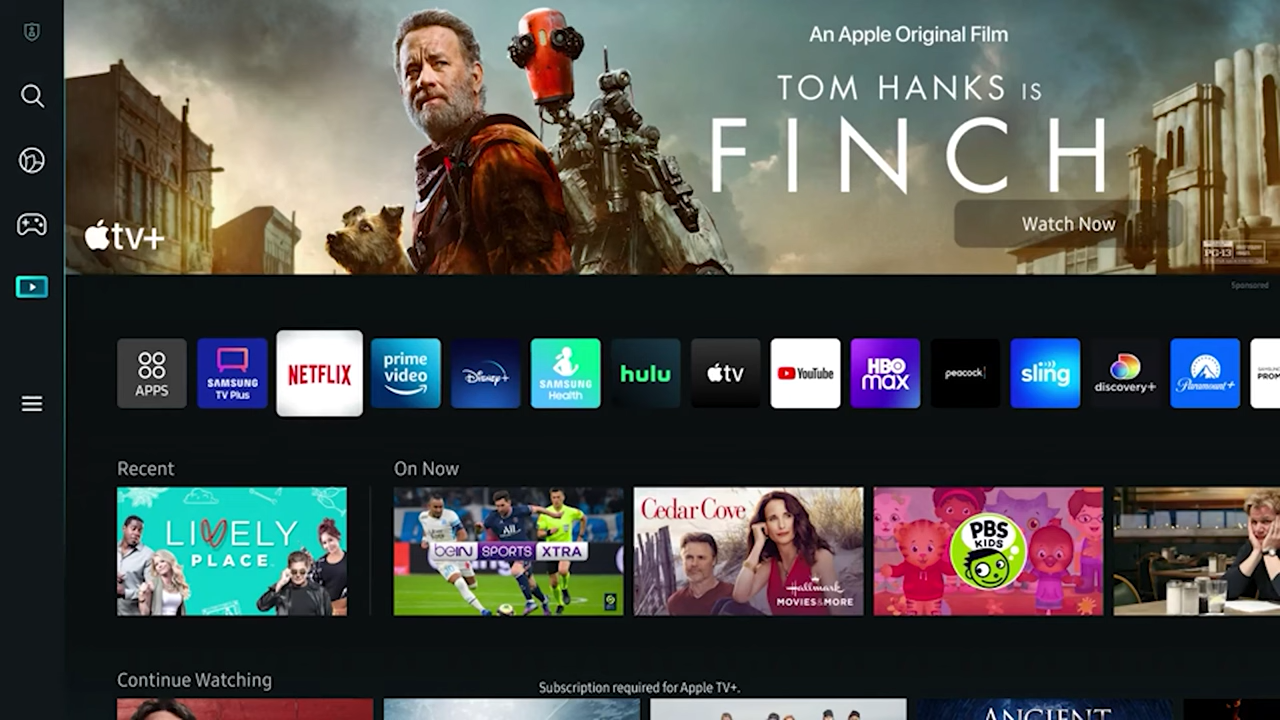 An Apple Original Film
TOM HANKS IS
FINCH
Watch Now
tv+
PG-13
Sponsored
APPS
SAMSUNG
TV Plus
NETFLIX
prime
video
Disney+
SAMSUNG
Health
hulu
tv
YouTube
HBO
max
peacock
sling
discovery+
Paramount+
Recent
On Now
LIVELY
PLACE
beIN SPORTS XTRA
Cedar Cove
Hallmark
MOVIES&MORE
PBS
KIDS
Continue Watching
Subscription required for Apple TV+.
ANCIENT